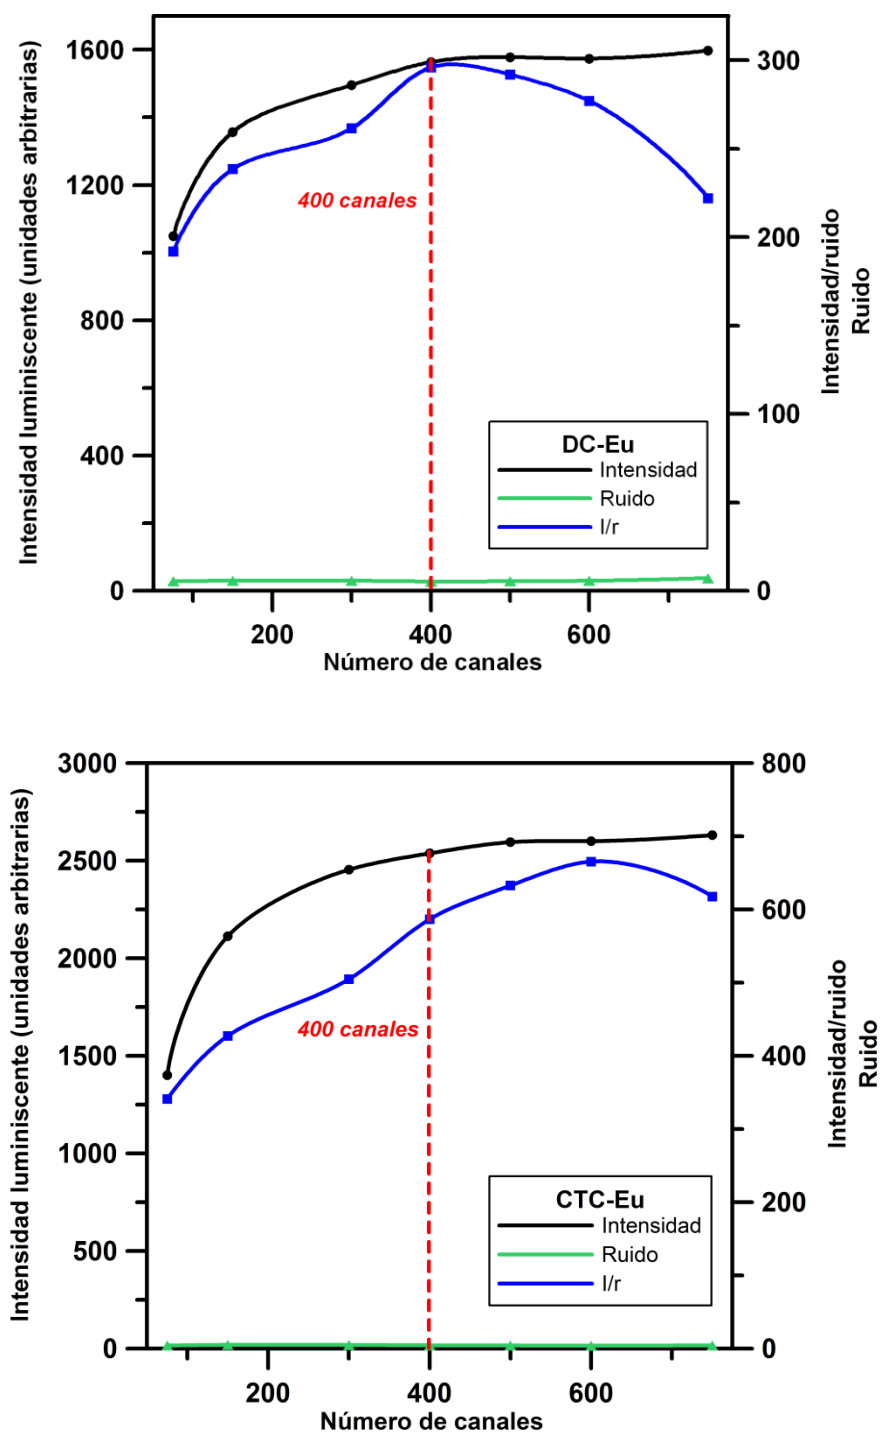 Intensidad luminiscente (unidades arbitrarias)
1600
1200
800
400
0
300
200
100
0
Intensidad/ruido
Ruido
400 canales
DC-Eu
Intensidad
Ruido
I/r
200
400
600
Número de canales
Intensidad luminiscente (unidades arbitrarias)
3000
2500
2000
1500
1000
500
0
800
600
400
200
0
Intensidad/ruido
Ruido
400 canales
CTC-Eu
Intensidad
Ruido
I/r
200
400
600
Número de canales